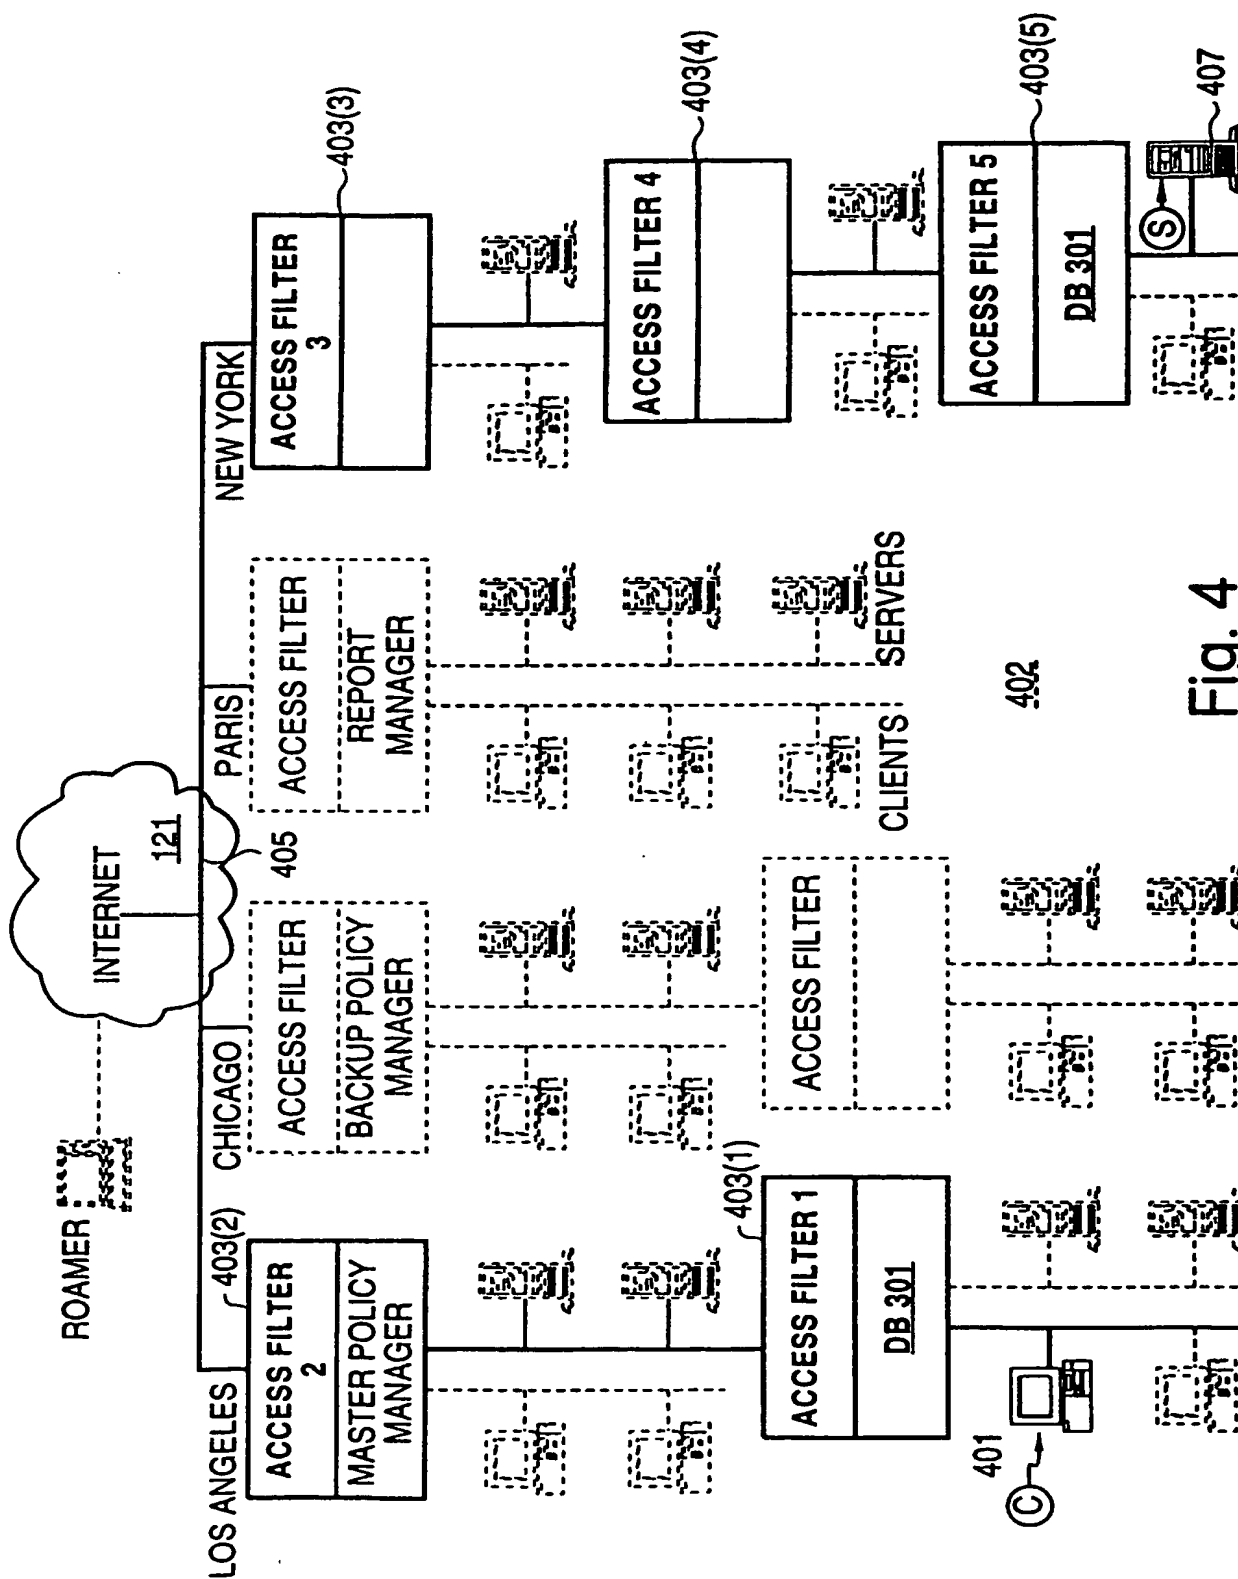 ROAMER
INTERNET
121
405
LOS ANGELES
CHICAGO
PARIS
NEW YORK
403(2)
ACCESS FILTER
2
MASTER POLICY
MANAGER
ACCESS FILTER
BACKUP POLICY
MANAGER
ACCESS FILTER
REPORT
MANAGER
ACCESS FILTER
3
403(3)
403(1)
ACCESS FILTER 1
DB 301
ACCESS FILTER
CLIENTS
SERVERS
ACCESS FILTER 4
403(4)
ACCESS FILTER 5
DB 301
403(5)
401
C
402
S
407
Fig. 4